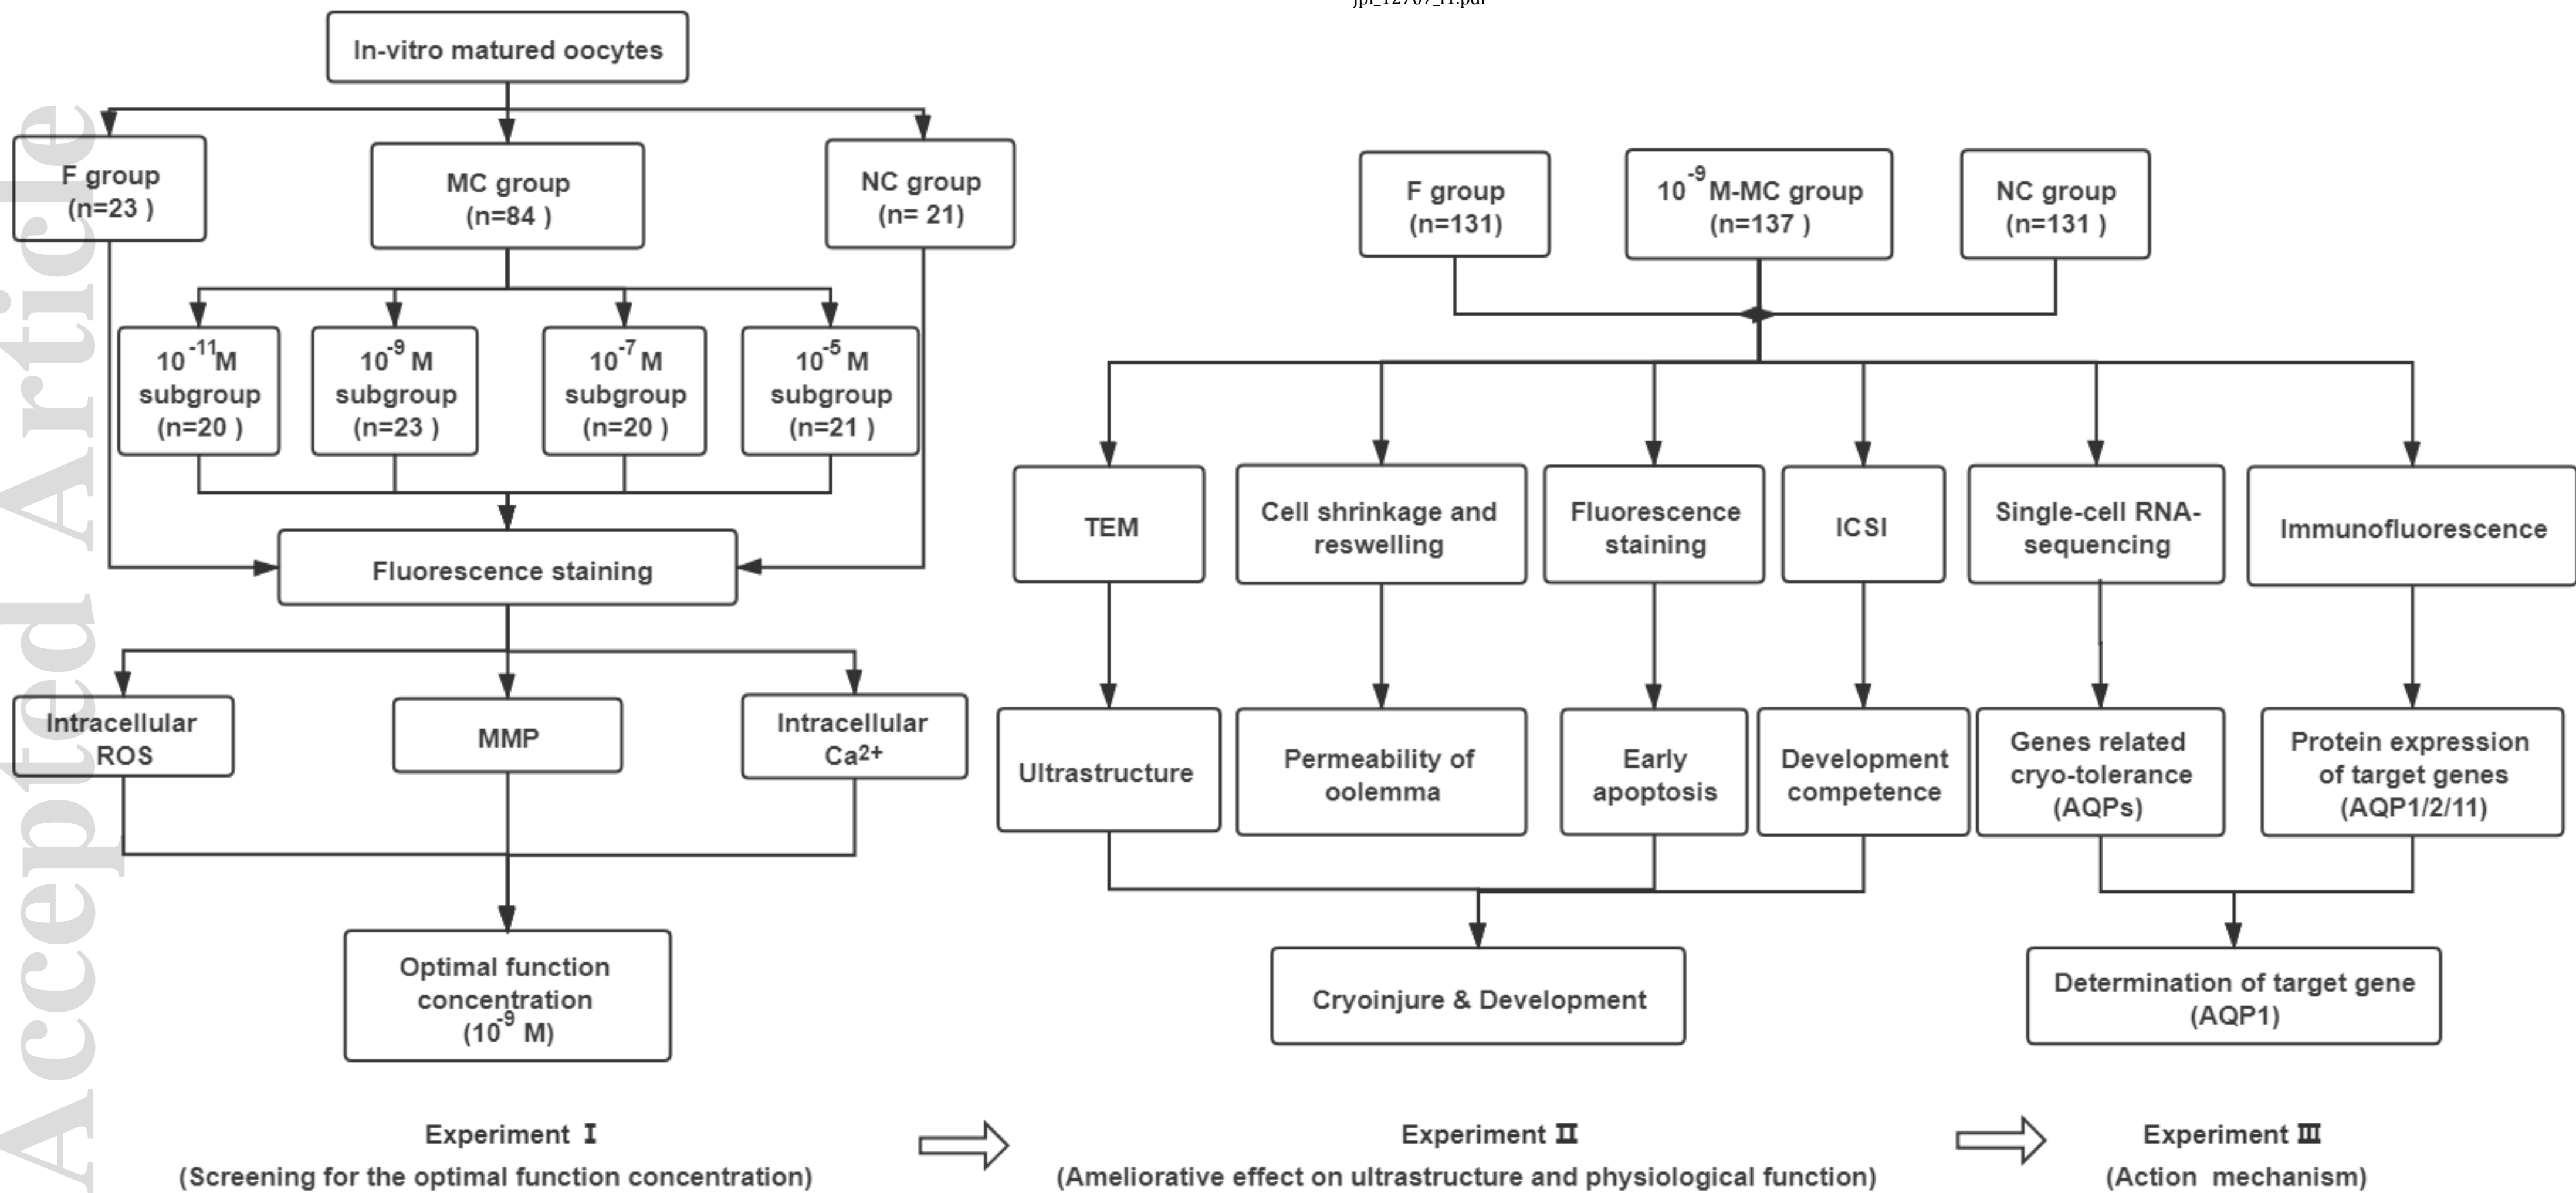 jpi_12707_f1.pdf
Accepted Article
In-vitro matured oocytes
F group
(n=23 )
MC group
(n=84 )
NC group
(n= 21)
10⁻¹¹M
subgroup
(n=20 )
10⁻⁹ M
subgroup
(n=23 )
10⁻⁷ M
subgroup
(n=20 )
10⁻⁵ M
subgroup
(n=21 )
Fluorescence staining
Intracellular
ROS
MMP
Intracellular
Ca²⁺
Optimal function
concentration
(10⁻⁹ M)
Experiment I
(Screening for the optimal function concentration)
F group
(n=131)
10⁻⁹ M-MC group
(n=137 )
NC group
(n=131 )
TEM
Cell shrinkage and
reswelling
Fluorescence
staining
ICSI
Single-cell RNA-
sequencing
Immunofluorescence
Ultrastructure
Permeability of
oolemma
Early
apoptosis
Development
competence
Genes related
cryo-tolerance
(AQPs)
Protein expression
of target genes
(AQP1/2/11)
Cryoinjure & Development
Determination of target gene
(AQP1)
Experiment II
(Ameliorative effect on ultrastructure and physiological function)
Experiment III
(Action mechanism)